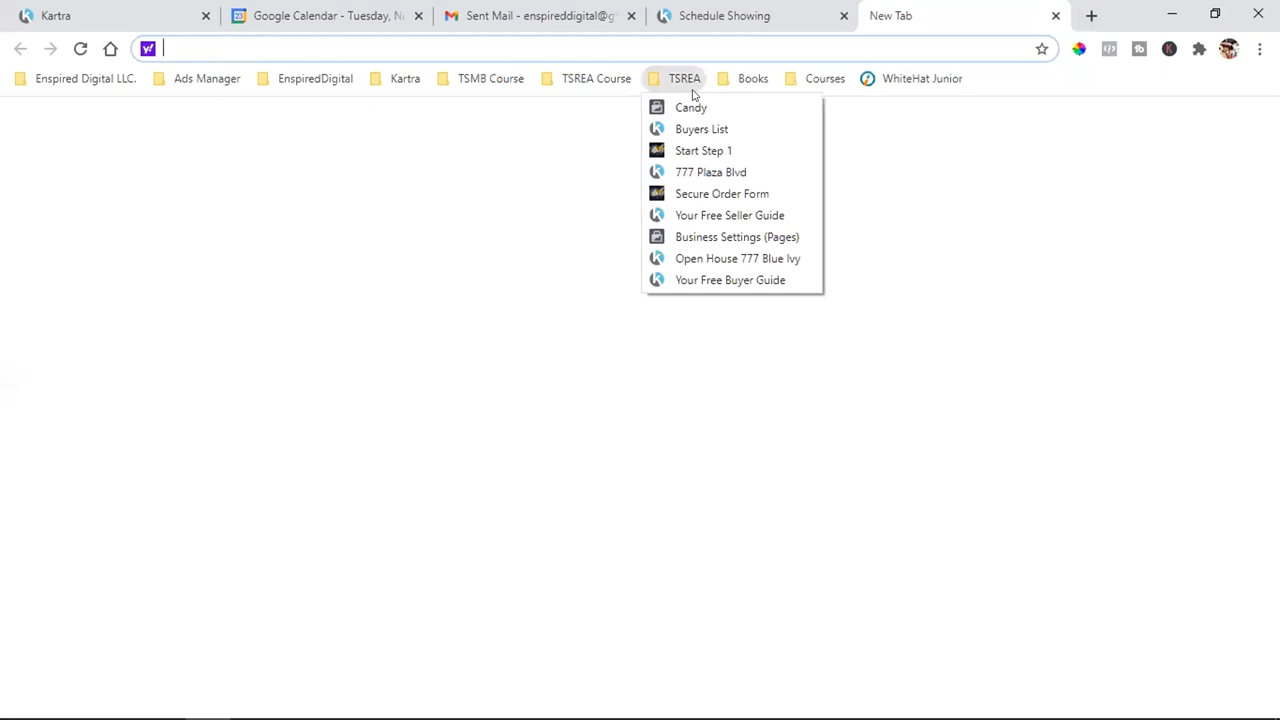 Kartra
Google Calendar - Tuesday, N
Sent Mail - enspireddigital@g
Schedule Showing
New Tab
y!
Enspired Digital LLC.
Ads Manager
EnspiredDigital
Kartra
TSMB Course
TSREA Course
TSREA
Books
Courses
WhiteHat Junior
Candy
Buyers List
Start Step 1
777 Plaza Blvd
Secure Order Form
Your Free Seller Guide
Business Settings (Pages)
Open House 777 Blue Ivy
Your Free Buyer Guide